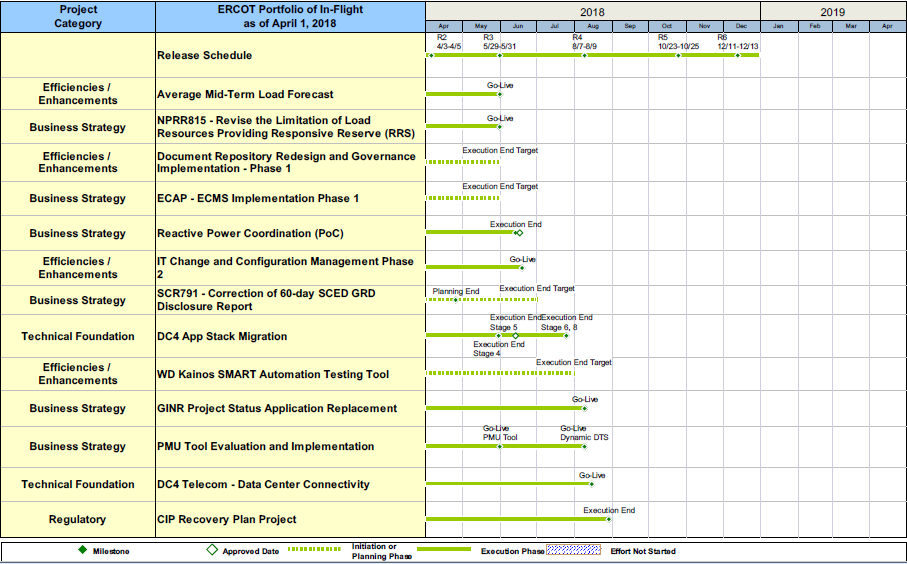 Project
Category
ERCOT Portfolio of In-Flight
as of April 1, 2018
2018
2019
Apr May Jun Jul Aug Sep Oct Nov Dec Jan Feb Mar Apr
Release Schedule
R2
4/3-4/5
R3
5/29-5/31
R4
8/7-8/9
R5
10/23-10/25
R6
12/11-12/13
Efficiencies /
Enhancements
Average Mid-Term Load Forecast
Go-Live
Business Strategy
NPRR815 - Revise the Limitation of Load
Resources Providing Responsive Reserve (RRS)
Go-Live
Efficiencies /
Enhancements
Document Repository Redesign and Governance
Implementation - Phase 1
Execution End Target
Business Strategy
ECAP - ECMS Implementation Phase 1
Execution End Target
Business Strategy
Reactive Power Coordination (PoC)
Execution End
Efficiencies /
Enhancements
IT Change and Configuration Management Phase
2
Go-Live
Business Strategy
SCR791 - Correction of 60-day SCED GRD
Disclosure Report
Planning End
Execution End Target
Technical Foundation
DC4 App Stack Migration
Execution End
Stage 5
Execution End
Stage 6, 8
Execution End
Stage 4
Efficiencies /
Enhancements
WD Kainos SMART Automation Testing Tool
Execution End Target
Business Strategy
GINR Project Status Application Replacement
Go-Live
Business Strategy
PMU Tool Evaluation and Implementation
Go-Live
PMU Tool
Go-Live
Dynamic DTS
Technical Foundation
DC4 Telecom - Data Center Connectivity
Go-Live
Regulatory
CIP Recovery Plan Project
Execution End
Milestone
Approved Date
Initiation or
Planning Phase
Execution Phase
Effort Not Started